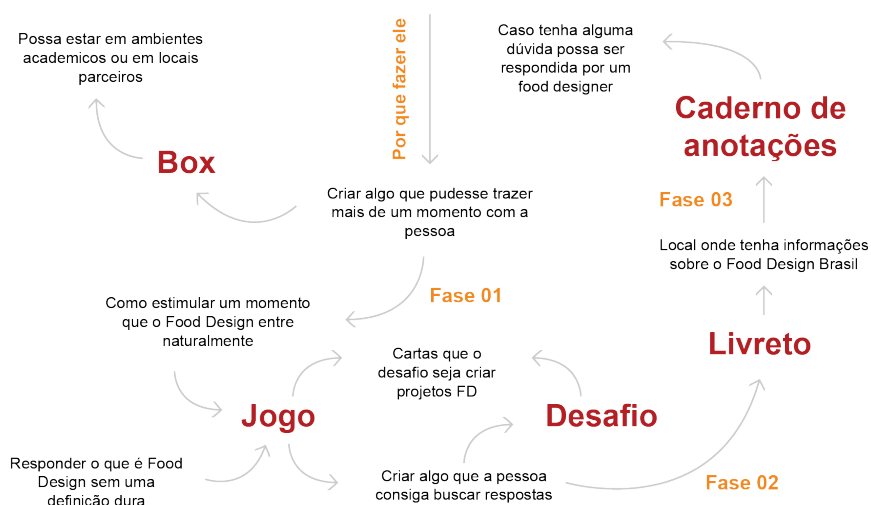 Possa estar em ambientes
academicos ou em locais
parceiros
Box
Por que fazer ele
Criar algo que pudesse trazer
mais de um momento com a
pessoa
Caso tenha alguma
dúvida possa ser
respondida por um
food designer
Caderno de
anotações
Fase 03
Local onde tenha informações
sobre o Food Design Brasil
Livreto
Fase 01
Como estimular um momento
que o Food Design entre
naturalmente
Cartas que o
desafio seja criar
projetos FD
Jogo
Desafio
Responder o que é Food
Design sem uma
definição dura
Criar algo que a pessoa
consiga buscar respostas
Fase 02